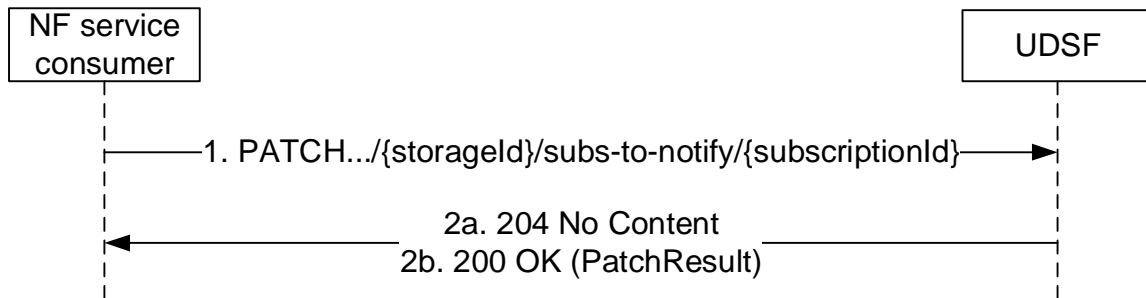 NF service
consumer
UDSF
1. PATCH.../{storageId}/subs-to-notify/{subscriptionId}
2a. 204 No Content
2b. 200 OK (PatchResult)